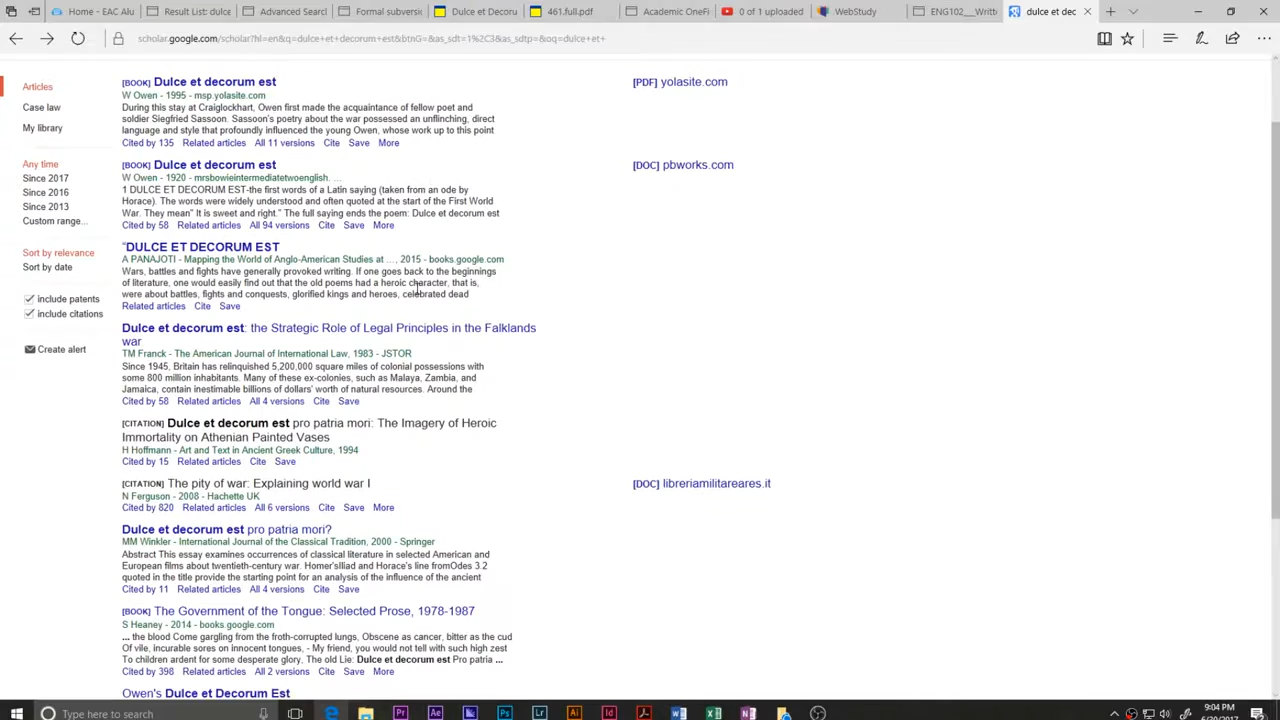 Home - EAC Alu
Result List: dulce
Advanced Search
Formal subversi
Dulce et Decoru
461.full.pdf
Academic OneFi
0 of 1 uploaded
WebStudy
ENG102__Writi
dulce et dec
scholar.google.com/scholar?hl=en&q=dulce+et+decorum+est&btnG=&as_sdt=1%2C3&as_sdtp=&oq=dulce+et+
Articles
Case law
My library
Any time
Since 2017
Since 2016
Since 2013
Custom range...
Sort by relevance
Sort by date
include patents
include citations
Create alert
[BOOK] Dulce et decorum est
W Owen - 1995 - msp.yolasite.com
During this stay at Craiglockhart, Owen first made the acquaintance of fellow poet and
soldier Siegfried Sassoon. Sassoon's poetry about the war possessed an unflinching, direct
language and style that profoundly influenced the young Owen, whose work up to this point
Cited by 135 Related articles All 11 versions Cite Save More
[PDF] yolasite.com
[BOOK] Dulce et decorum est
W Owen - 1920 - mrsbowieintermediatetwoenglish. ...
1 DULCE ET DECORUM EST-the first words of a Latin saying (taken from an ode by
Horace). The words were widely understood and often quoted at the start of the First World
War. They mean" It is sweet and right." The full saying ends the poem: Dulce et decorum est
Cited by 58 Related articles All 94 versions Cite Save More
[DOC] pbworks.com
"DULCE ET DECORUM EST
A PANAJOTI - Mapping the World of Anglo-American Studies at ..., 2015 - books.google.com
Wars, battles and fights have generally provoked writing. If one goes back to the beginnings
of literature, one would easily find out that the old poems had a heroic character, that is,
were about battles, fights and conquests, glorified kings and heroes, celebrated dead
Related articles Cite Save
Dulce et decorum est: the Strategic Role of Legal Principles in the Falklands
war
TM Franck - The American Journal of International Law, 1983 - JSTOR
Since 1945, Britain has relinquished 5,200,000 square miles of colonial possessions with
some 800 million inhabitants. Many of these ex-colonies, such as Malaya, Zambia, and
Jamaica, contain inestimable billions of dollars' worth of natural resources. Around the
Cited by 58 Related articles All 4 versions Cite Save
[CITATION] Dulce et decorum est pro patria mori: The Imagery of Heroic
Immortality on Athenian Painted Vases
H Hoffmann - Art and Text in Ancient Greek Culture, 1994
Cited by 15 Related articles Cite Save
[CITATION] The pity of war: Explaining world war I
N Ferguson - 2008 - Hachette UK
Cited by 820 Related articles All 6 versions Cite Save More
[DOC] libreriamilitareares.it
Dulce et decorum est pro patria mori?
MM Winkler - International Journal of the Classical Tradition, 2000 - Springer
Abstract This essay examines occurrences of classical literature in selected American and
European films about twentieth-century war. Homer'sIliad and Horace's line fromOdes 3.2
quoted in the title provide the starting point for an analysis of the influence of the ancient
Cited by 11 Related articles All 4 versions Cite Save
[BOOK] The Government of the Tongue: Selected Prose, 1978-1987
S Heaney - 2014 - books.google.com
... the blood Come gargling from the froth-corrupted lungs, Obscene as cancer, bitter as the cud
Of vile, incurable sores on innocent tongues, - My friend, you would not tell with such high zest
To children ardent for some desperate glory, The old Lie: Dulce et decorum est Pro patria ...
Cited by 398 Related articles All 2 versions Cite Save More
Owen's Dulce et Decorum Est
Type here to search
9:04 PM